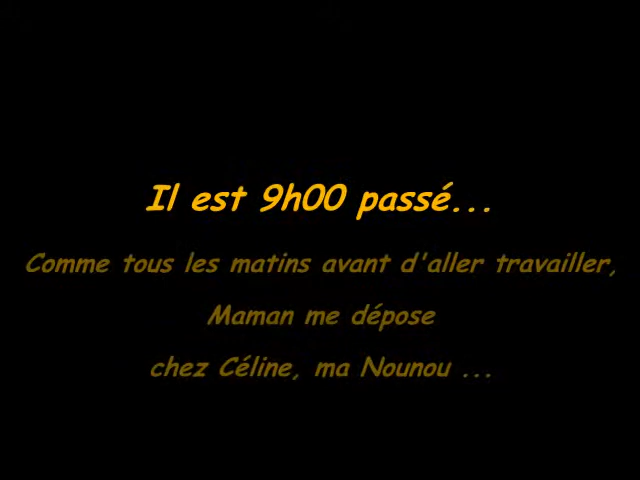 Il est 9h00 passé...
Comme tous les matins avant d'aller travailler,
Maman me dépose
chez Céline, ma Nounou ...